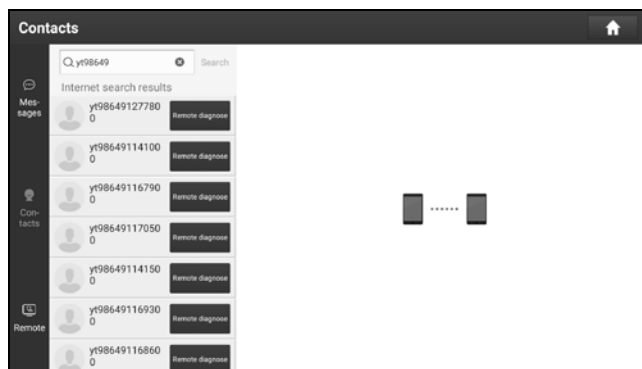 Contacts
yt98649
Search
Internet search results
Mes-
sages
Con-
tacts
Remote
yt98649127780
0
Remote diagnose
yt98649114100
0
Remote diagnose
yt98649116790
0
Remote diagnose
yt98649117050
0
Remote diagnose
yt98649114150
0
Remote diagnose
yt98649116930
0
Remote diagnose
yt98649116860
0
Remote diagnose